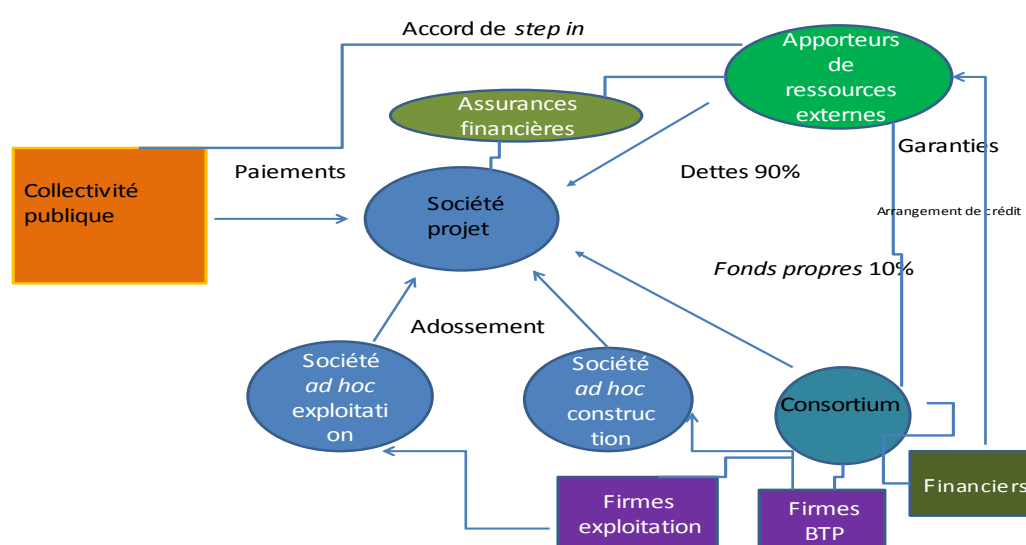 Accord de step in
Apporteurs
de
ressources
externes
Assurances
financières
Garanties
Paiements
Dettes 90%
Collectivité
publique
Société
projet
Arrangement de crédit
Fonds propres 10%
Adossement
Société
ad hoc
exploitati
on
Société
ad hoc
construc
tion
Consortium
Financiers
Firmes
exploitation
Firmes
BTP